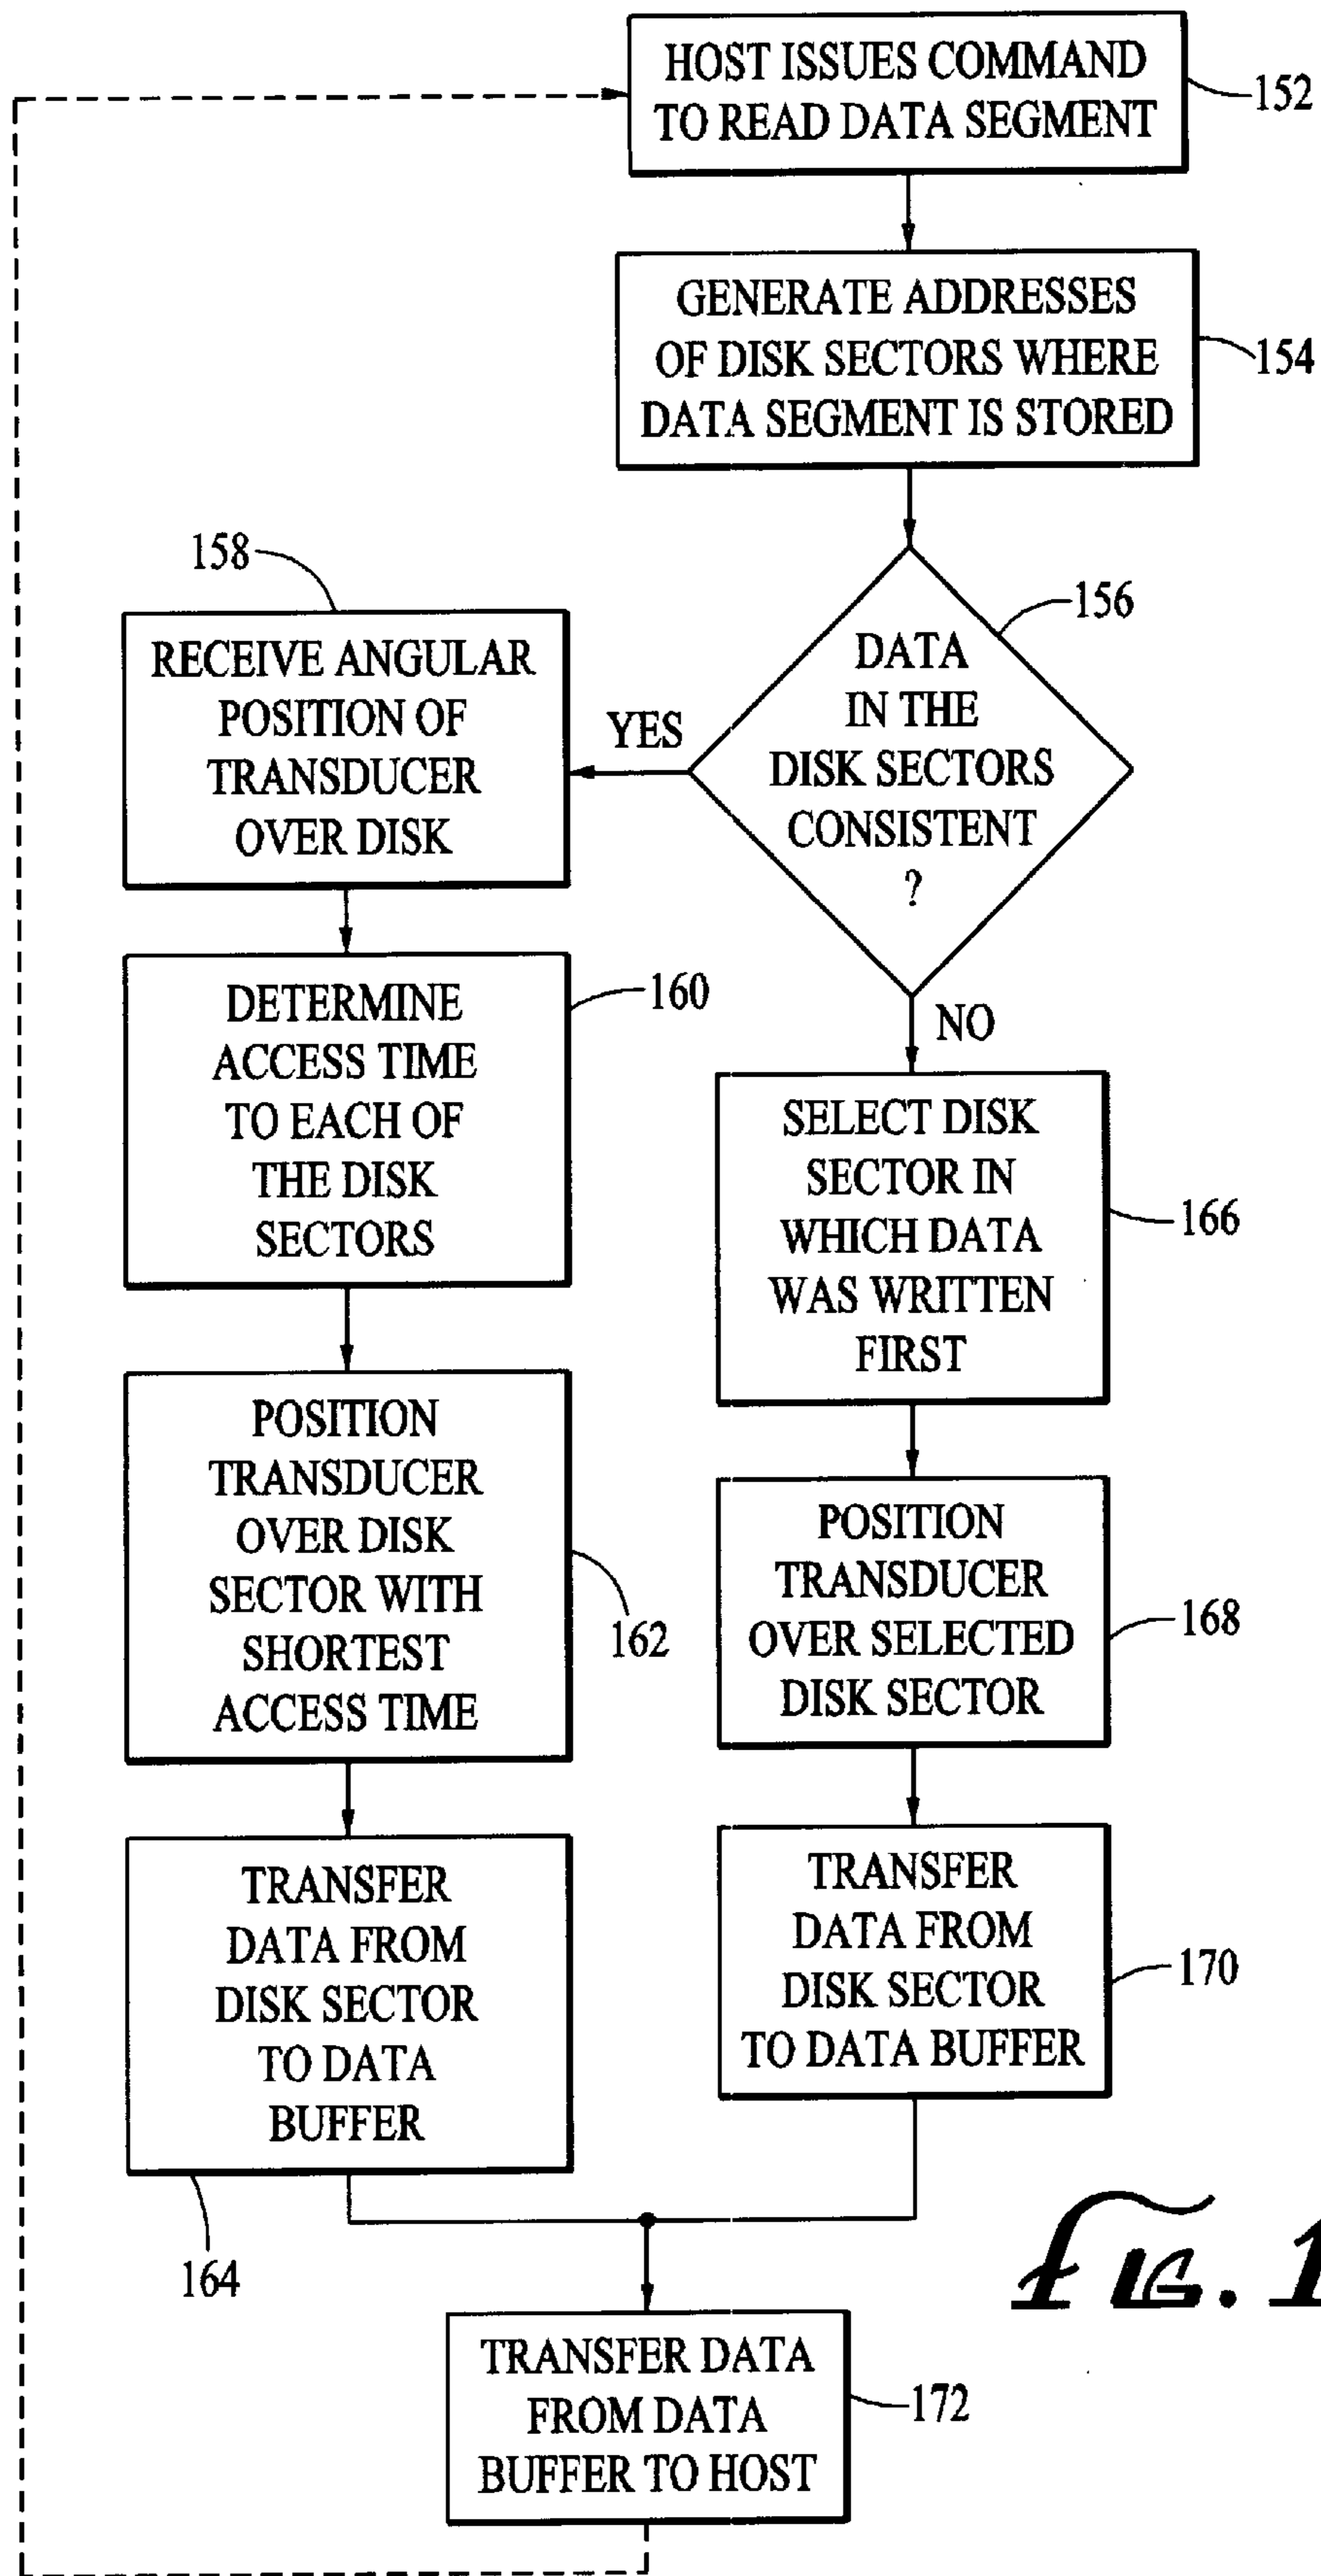 HOST ISSUES COMMAND
TO READ DATA SEGMENT
152
GENERATE ADDRESSES
OF DISK SECTORS WHERE
DATA SEGMENT IS STORED
154
DATA
IN THE
DISK SECTORS
CONSISTENT
?
156
YES
NO
158
RECEIVE ANGULAR
POSITION OF
TRANSDUCER
OVER DISK
DETERMINE
ACCESS TIME
TO EACH OF
THE DISK
SECTORS
160
POSITION
TRANSDUCER
OVER DISK
SECTOR WITH
SHORTEST
ACCESS TIME
162
TRANSFER
DATA FROM
DISK SECTOR
TO DATA
BUFFER
164
SELECT DISK
SECTOR IN
WHICH DATA
WAS WRITTEN
FIRST
166
POSITION
TRANSDUCER
OVER SELECTED
DISK SECTOR
168
TRANSFER
DATA FROM
DISK SECTOR
TO DATA BUFFER
170
TRANSFER DATA
FROM DATA
BUFFER TO HOST
172
FIG. 1